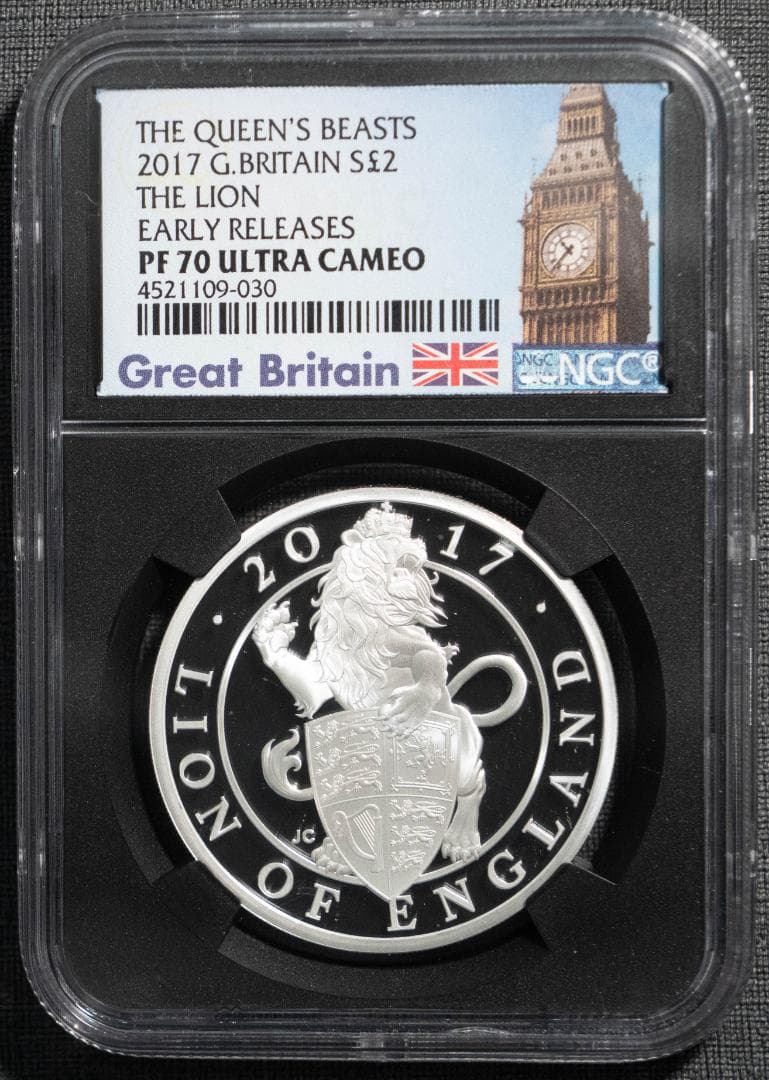 THE QUEEN'S BEASTS
2017 G.BRITAIN S£2
THE LION
EARLY RELEASES
PF 70 ULTRA CAMEO
4521109-030
Great Britain
NGC
NGC®
· 2017 ·
LION OF ENGLAND
JC